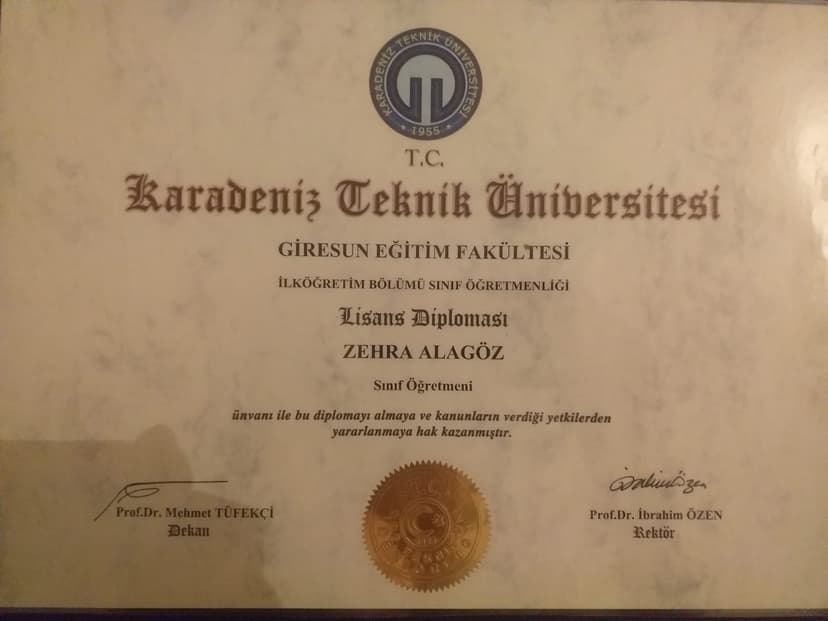 KARADENİZ TEKNİK ÜNİVERSİTESİ
1955
T.C.
Karadeniz Teknik Üniversitesi
GİRESUN EĞİTİM FAKÜLTESİ
İLKÖĞRETİM BÖLÜMÜ SINIF ÖĞRETMENLİĞİ
Lisans Diploması
ZEHRA ALAGÖZ
Sınıf Öğretmeni
ünvanı ile bu diplomayı almaya ve kanunların verdiği yetkilerden
yararlanmaya hak kazanmıştır.
Prof.Dr. Mehmet TÜFEKÇİ
Dekan
Prof.Dr. İbrahim ÖZEN
Rektör